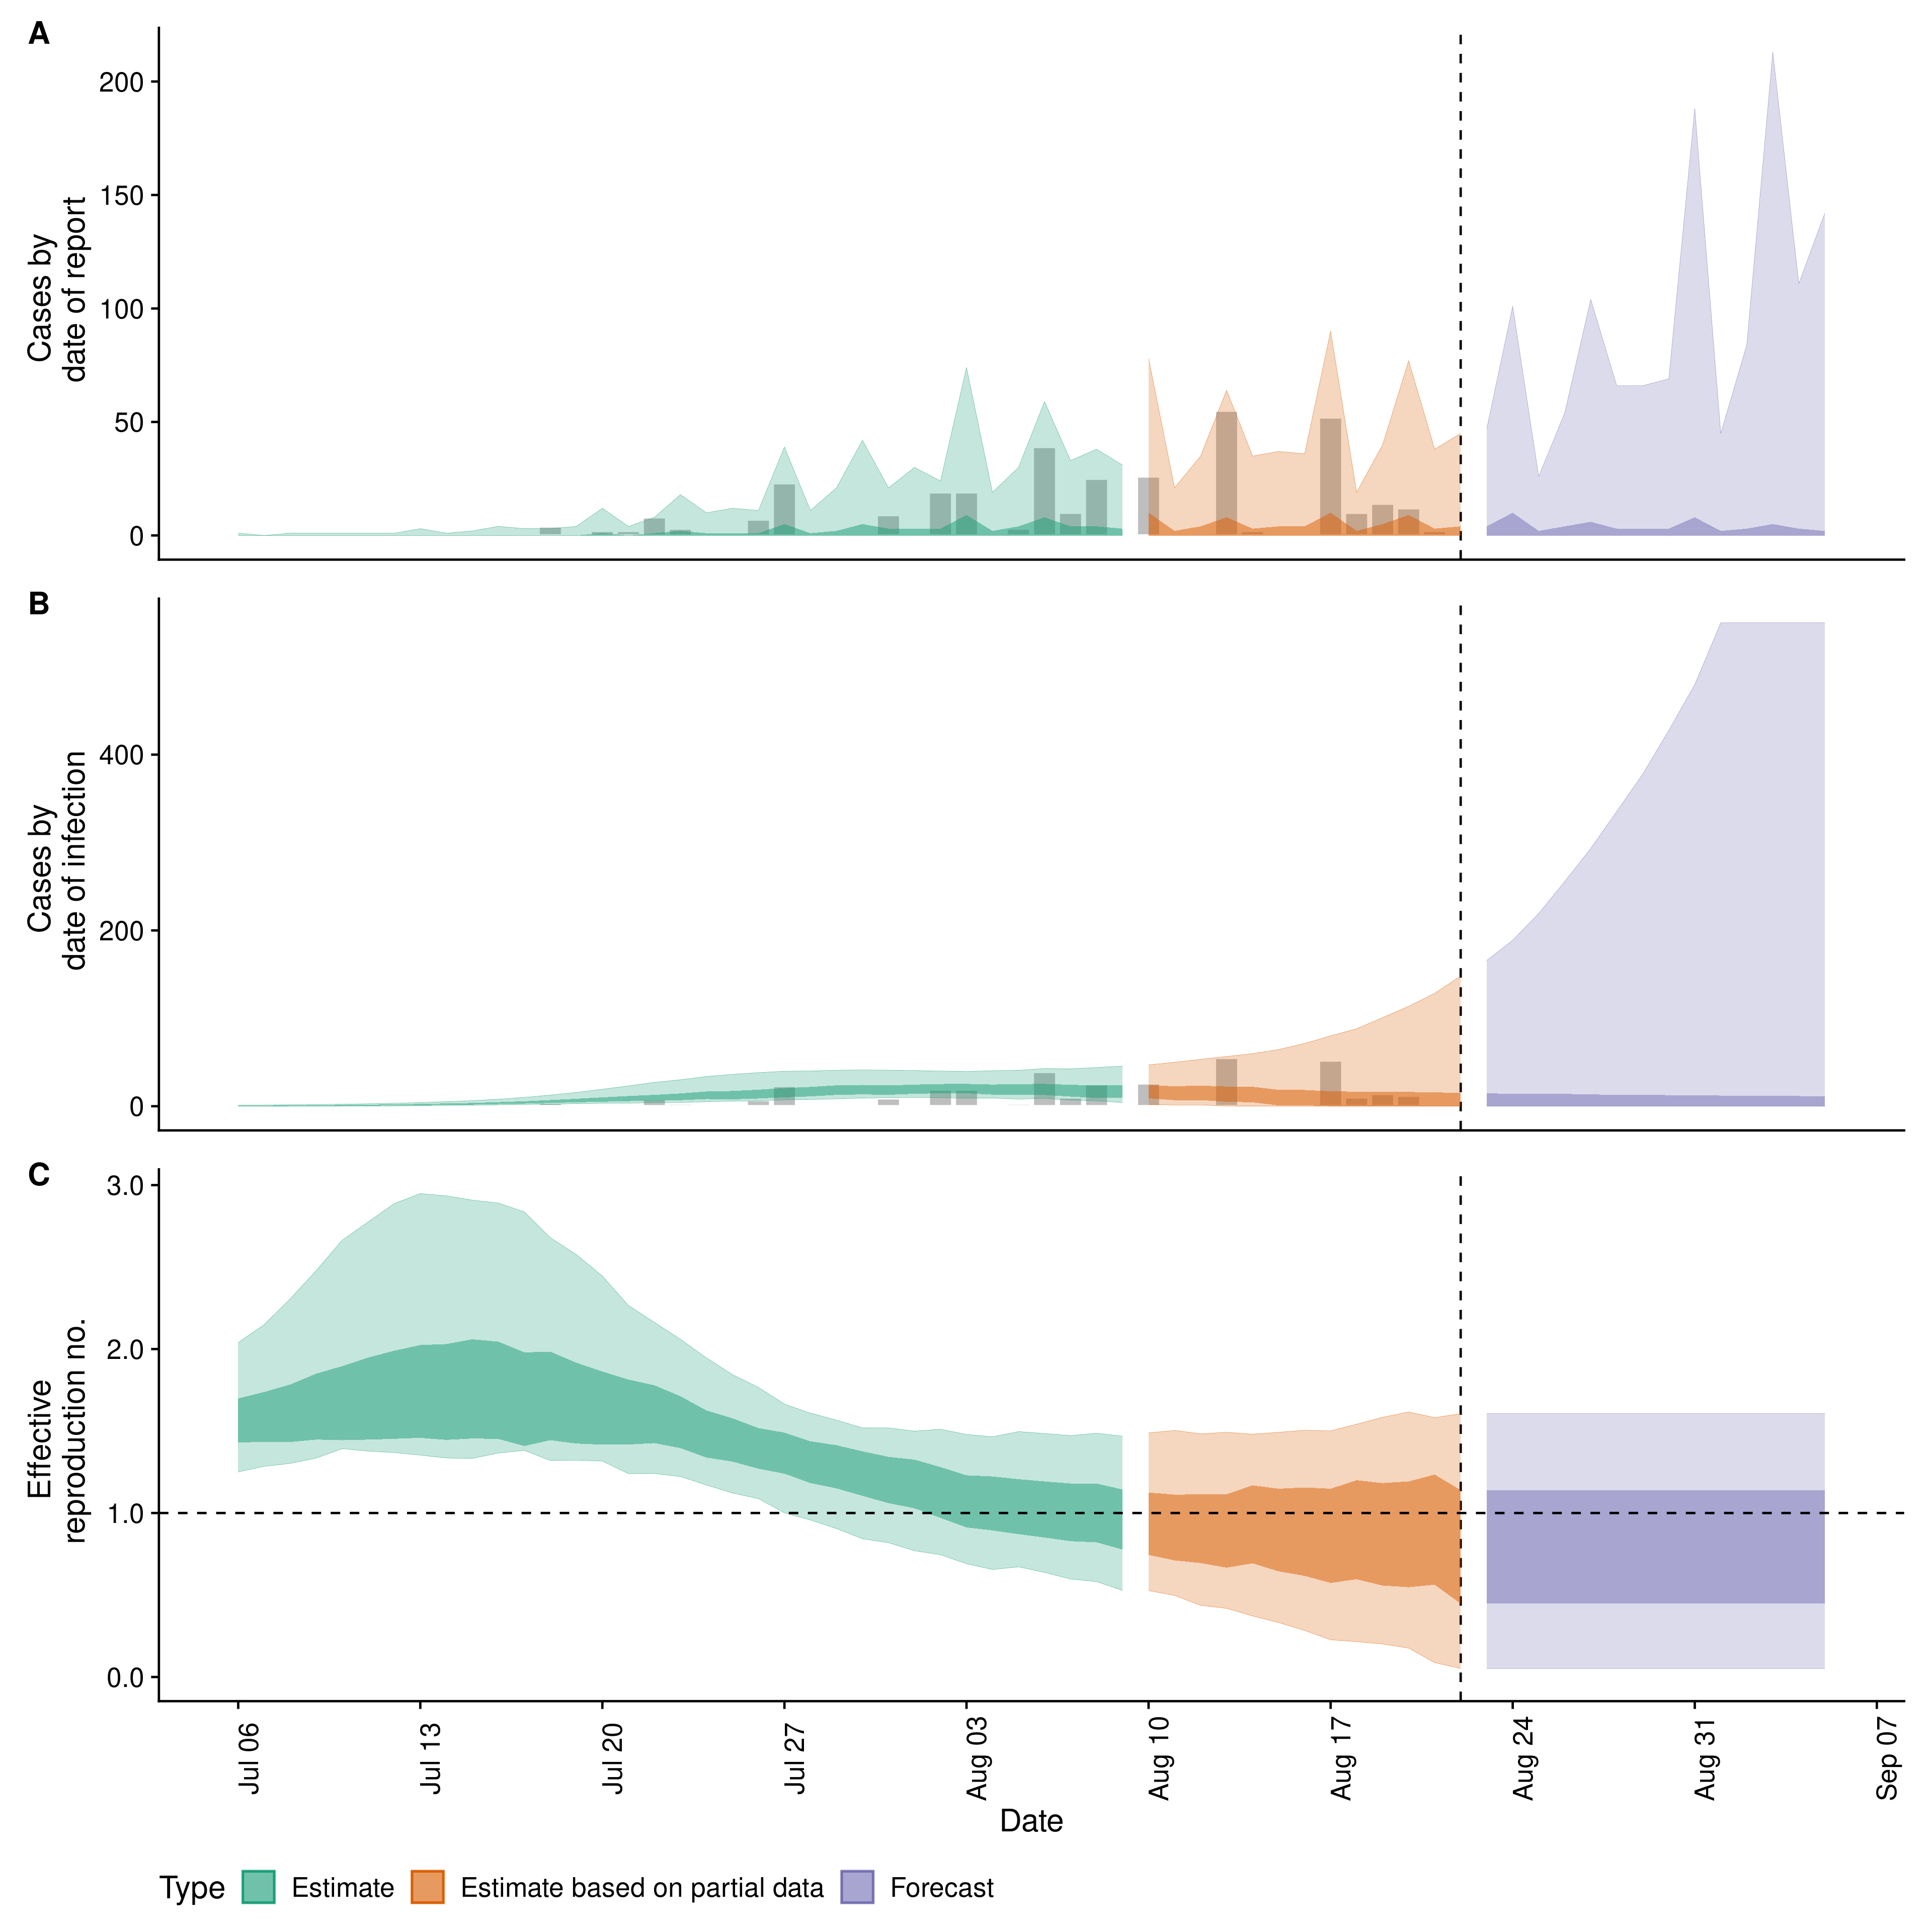 A
Cases by
date of report
200
150
100
50
0
B
Cases by
date of infection
400
200
0
C
Effective
reproduction no.
3.0
2.0
1.0
0.0
Jul 06
Jul 13
Jul 20
Jul 27
Aug 03
Aug 10
Aug 17
Aug 24
Aug 31
Sep 07
Date
Type
Estimate
Estimate based on partial data
Forecast